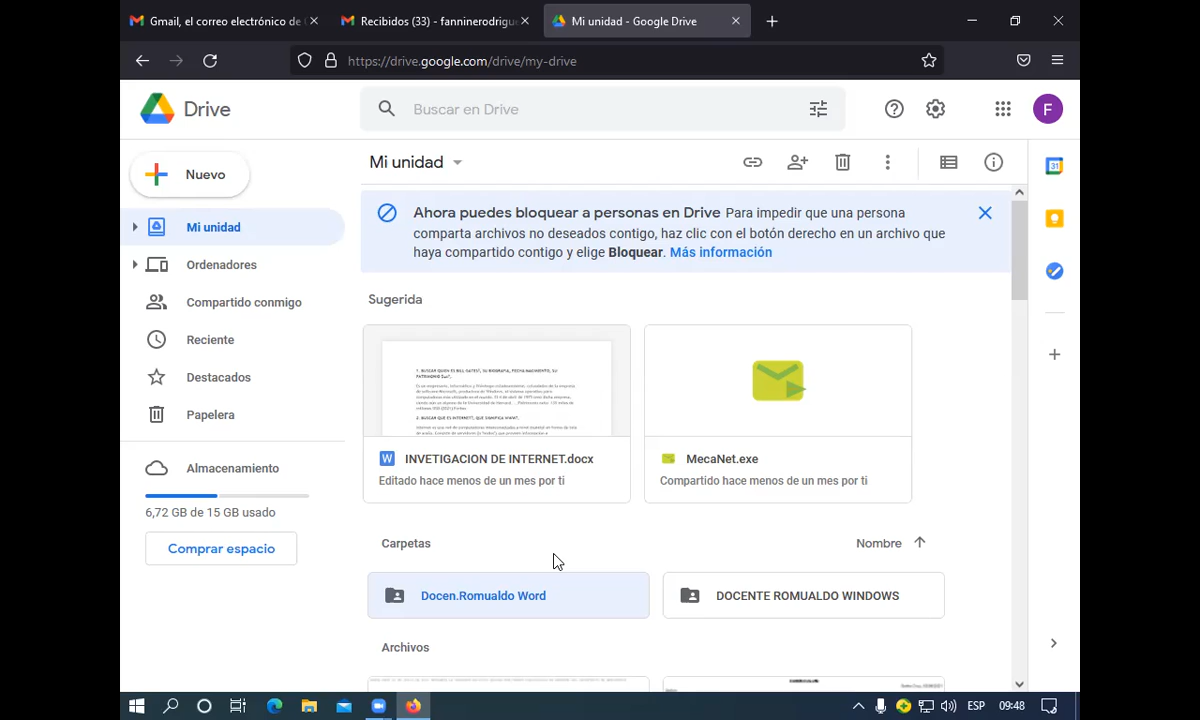 Gmail, el correo electrónico de
Recibidos (33) - fanninerodrigue
Mi unidad - Google Drive
https://drive.google.com/drive/my-drive
Drive
Buscar en Drive
F
Nuevo
Mi unidad
31
Ahora puedes bloquear a personas en Drive Para impedir que una persona
comparta archivos no deseados contigo, haz clic con el botón derecho en un archivo que
haya compartido contigo y elige Bloquear. Más información
Mi unidad
Ordenadores
Compartido conmigo
Reciente
Destacados
Papelera
Almacenamiento
6,72 GB de 15 GB usado
Comprar espacio
Sugerida
W INVETIGACION DE INTERNET.docx
Editado hace menos de un mes por ti
MecaNet.exe
Compartido hace menos de un mes por ti
Carpetas
Nombre
Docen.Romualdo Word
DOCENTE ROMUALDO WINDOWS
Archivos
ESP
09:48